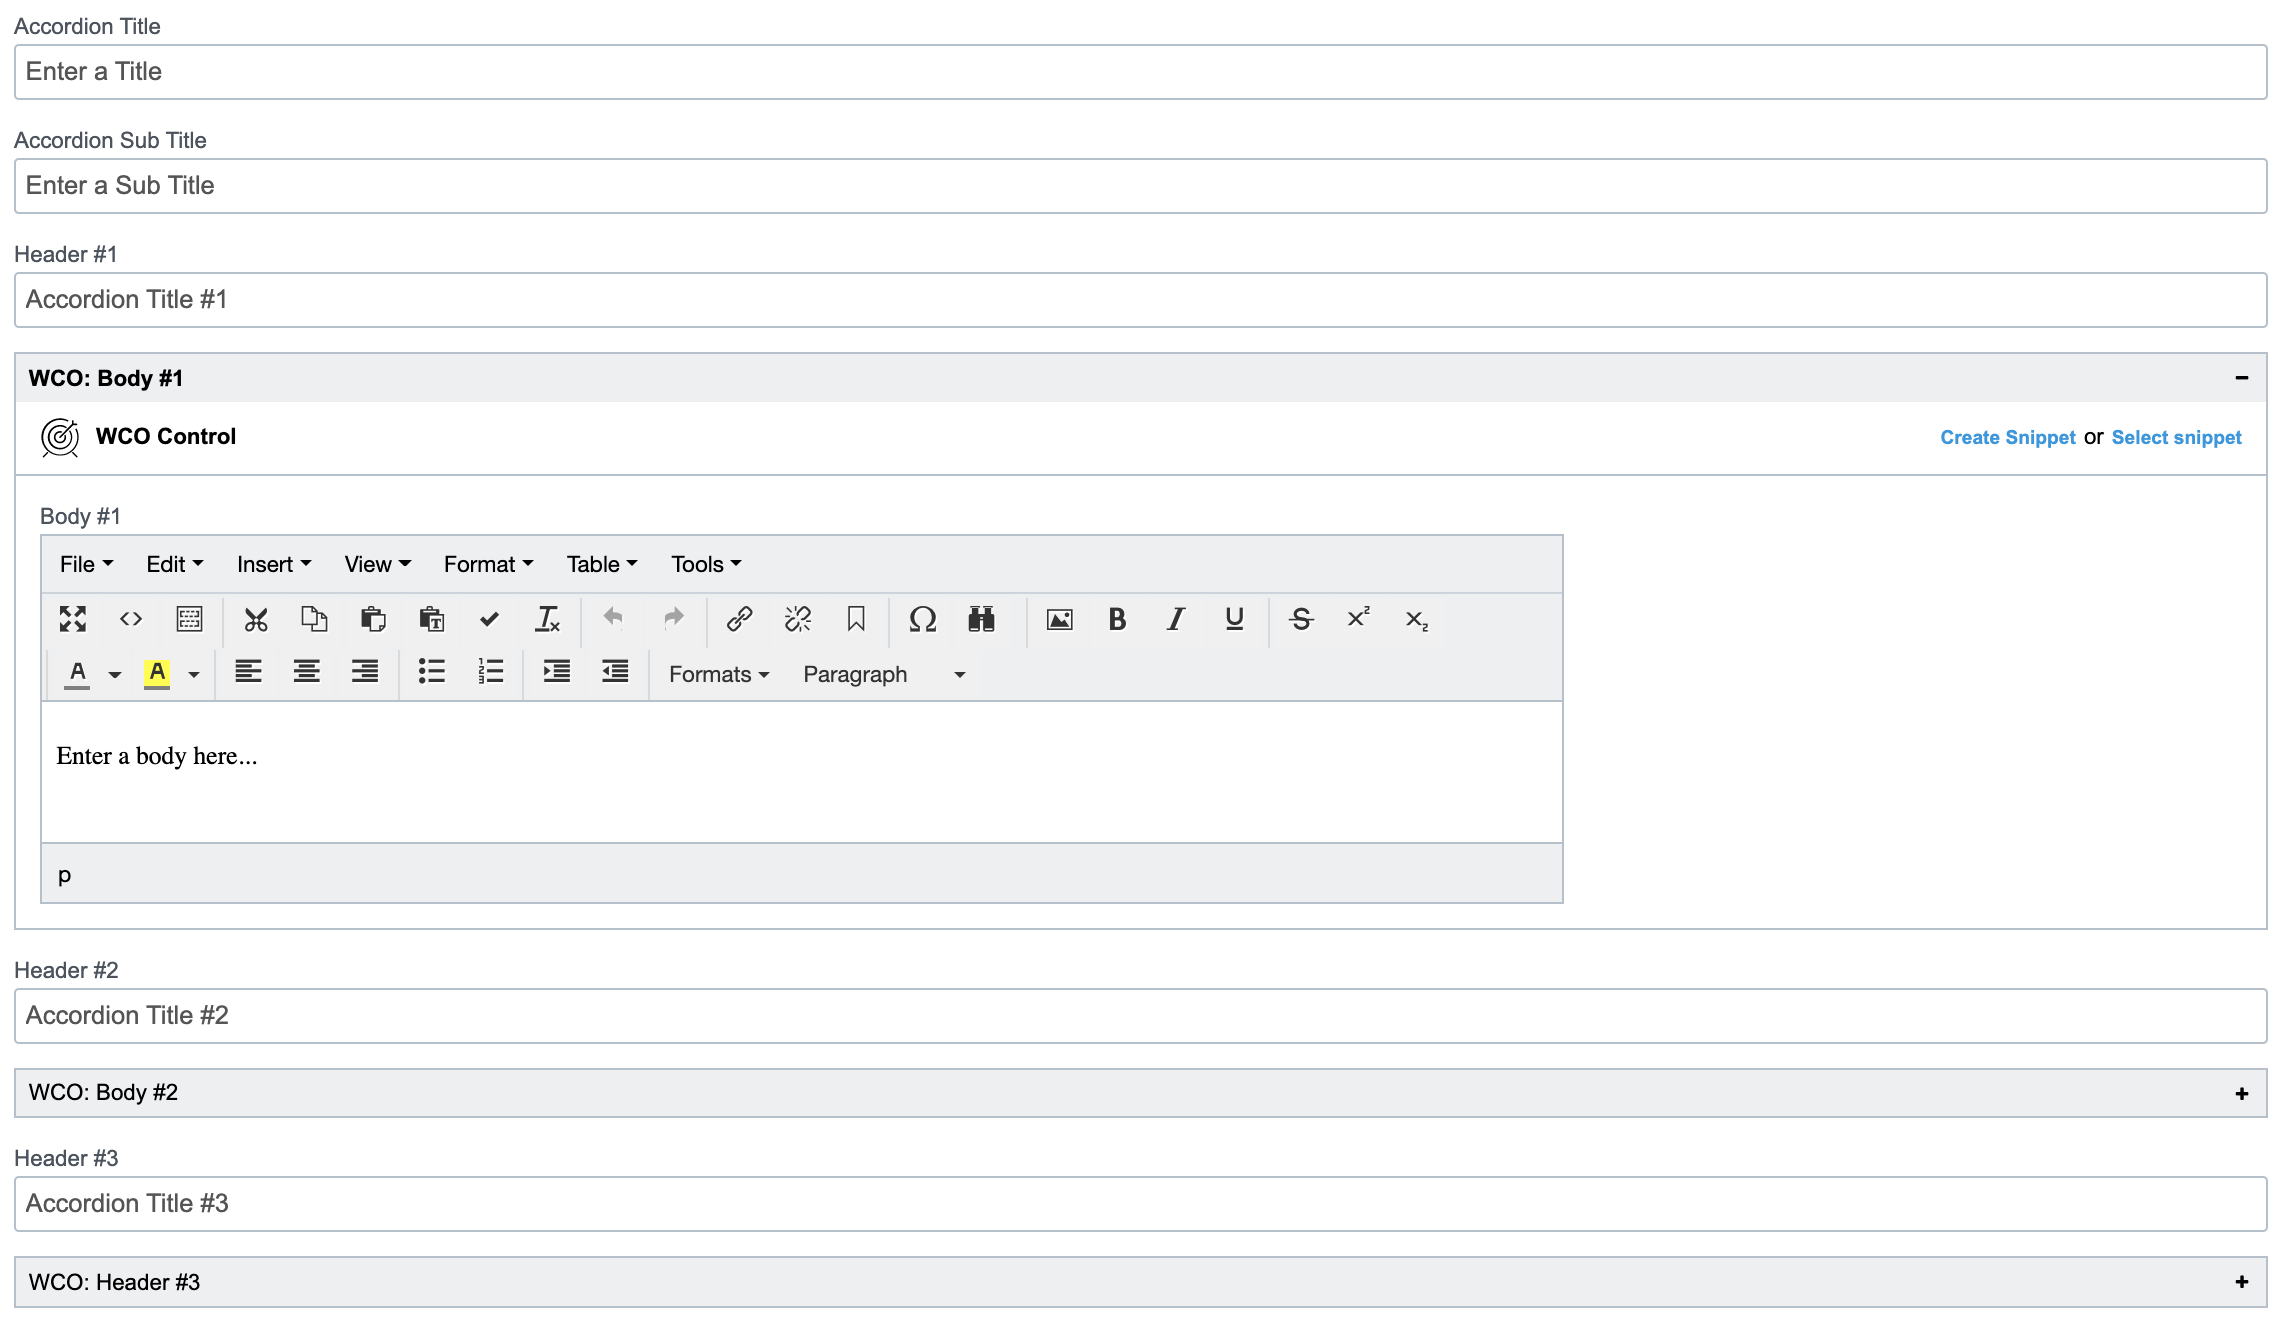 Accordion Title
Enter a Title
Accordion Sub Title
Enter a Sub Title
Header #1
Accordion Title #1
WCO: Body #1
WCO Control Create Snippet or Select snippet
Body #1
File Edit Insert View Format Table Tools
Formats Paragraph
Enter a body here...
p
Header #2
Accordion Title #2
WCO: Body #2
Header #3
Accordion Title #3
WCO: Header #3